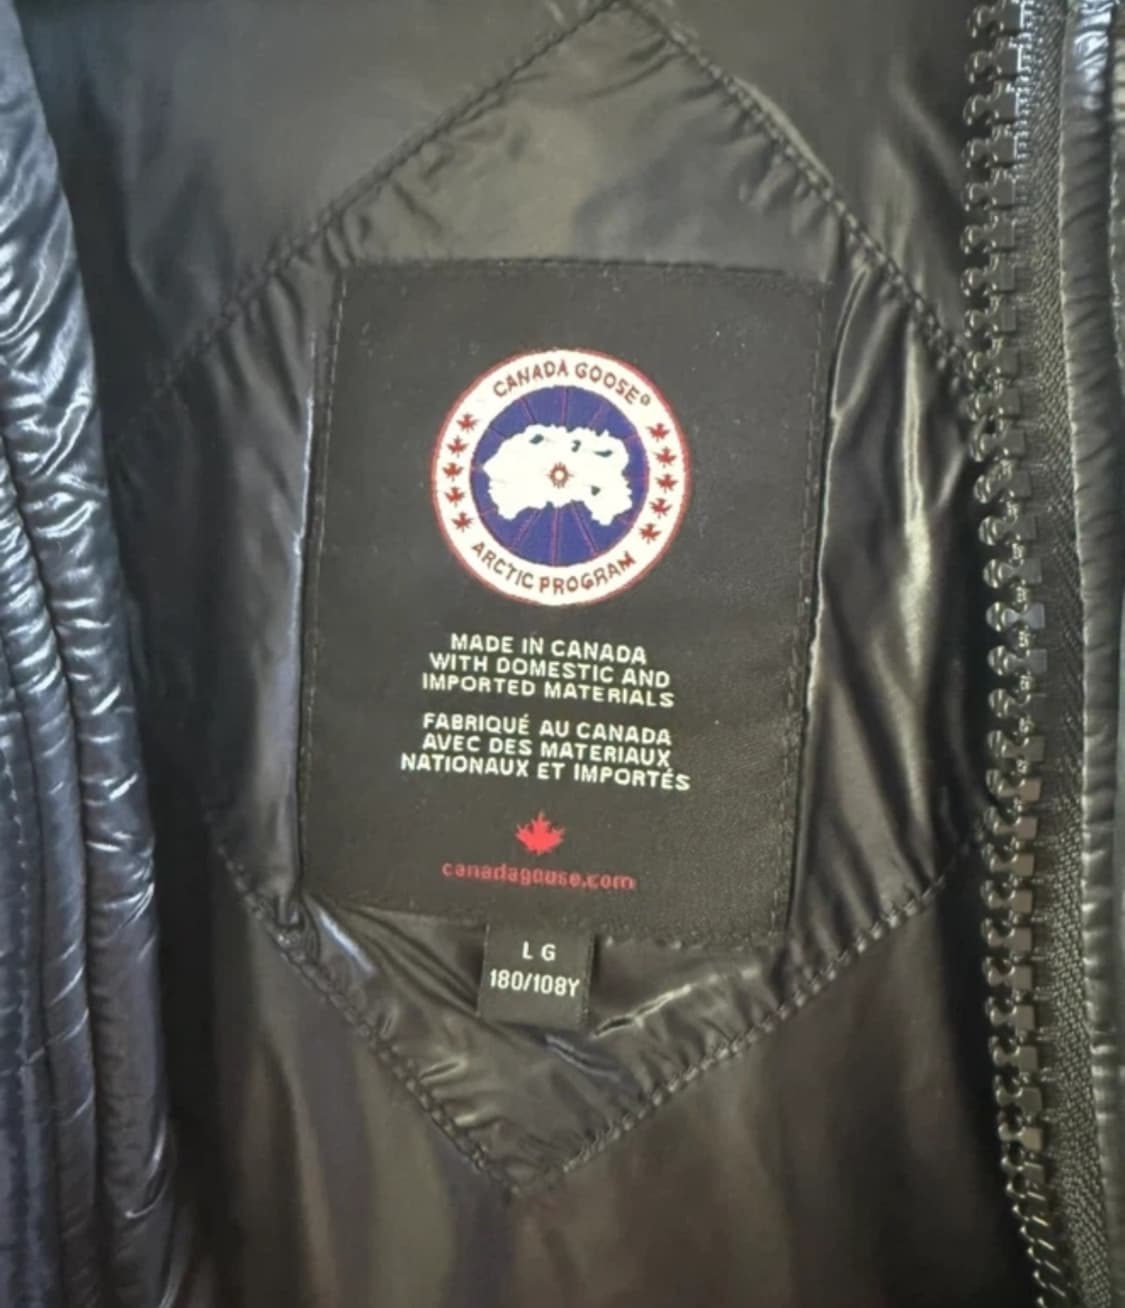 CANADA GOOSE®
ARCTIC PROGRAM
MADE IN CANADA
WITH DOMESTIC AND
IMPORTED MATERIALS
FABRIQUÉ AU CANADA
AVEC DES MATERIAUX
NATIONAUX ET IMPORTÉS
canadagouse.com
LG
180/108Y